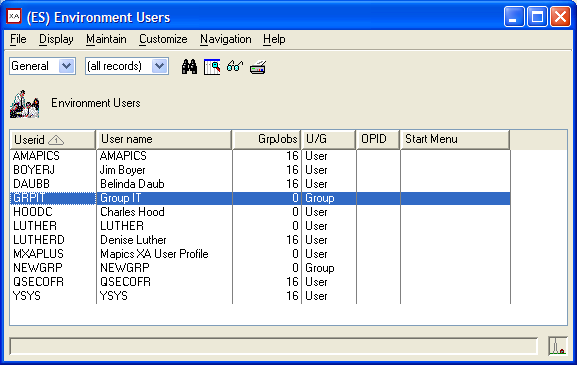 XA (ES) Environment Users
File Display Maintain Customize Navigation Help
General (all records)
Environment Users
Userid User name GrpJobs U/G OPID Start Menu
AMAPICS AMAPICS 16 User
BOYERJ Jim Boyer 16 User
DAUBB Belinda Daub 16 User
GRPIT Group IT 0 Group
HOODC Charles Hood 0 User
LUTHER LUTHER 0 User
LUTHERD Denise Luther 16 User
MXAPLUS Mapics XA User Profile 0 User
NEWGRP NEWGRP 0 Group
QSECOFR QSECOFR 16 User
YSYS YSYS 16 User